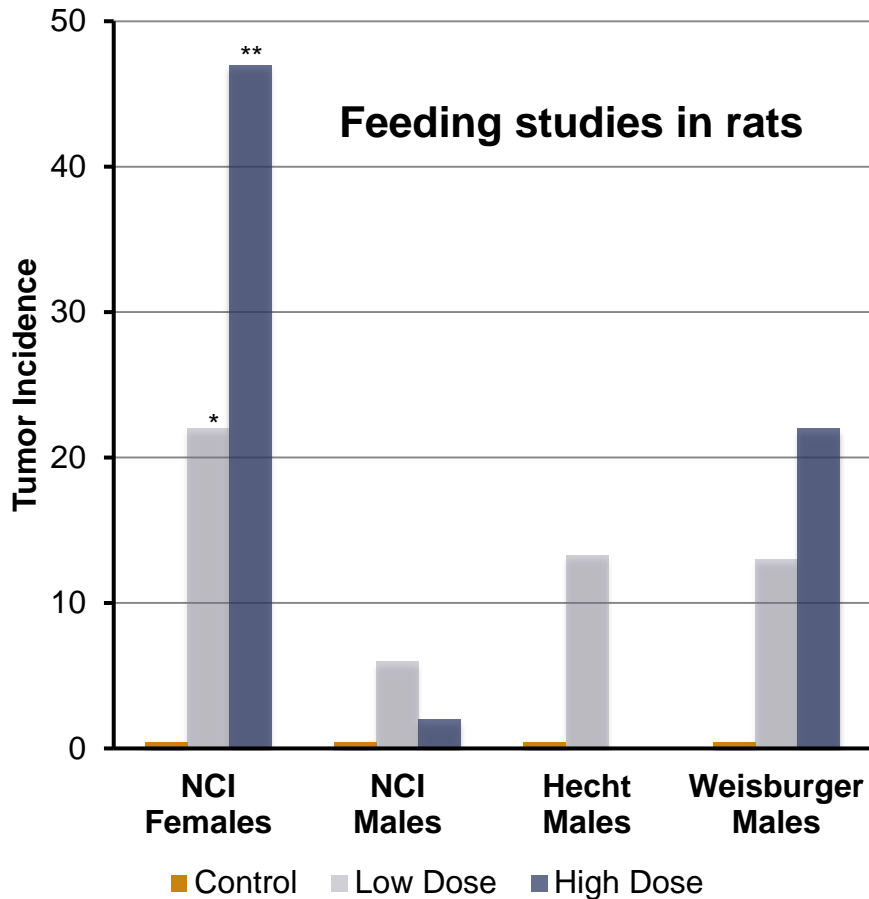 50
**
Feeding studies in rats
40
30
Tumor Incidence
*
20
10
0
NCI Females
NCI Males
Hecht Males
Weisburger Males
Control Low Dose High Dose